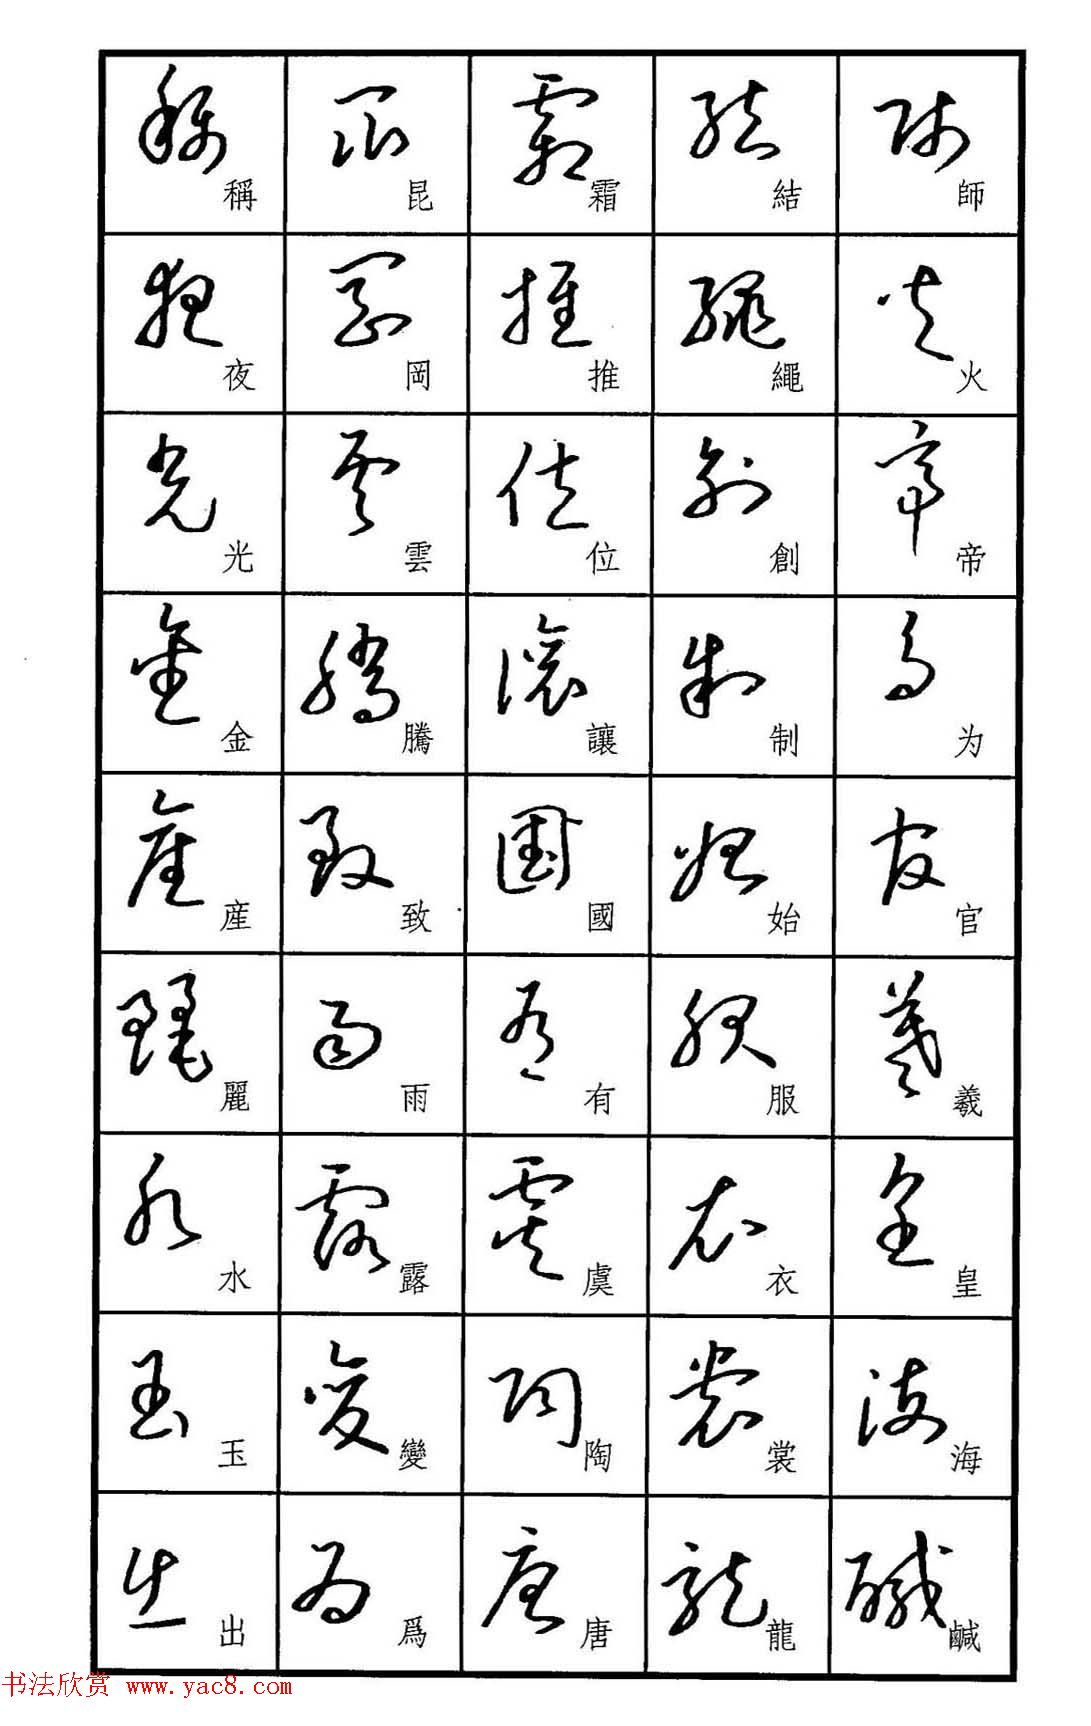 稱夜光金産麗水玉出
昆岡雲騰致雨露變爲
霜推位讓國有虞陶唐
結繩創制始服衣裳龍
師火帝为官羲皇海鹹
书法欣赏 www.yac8.com